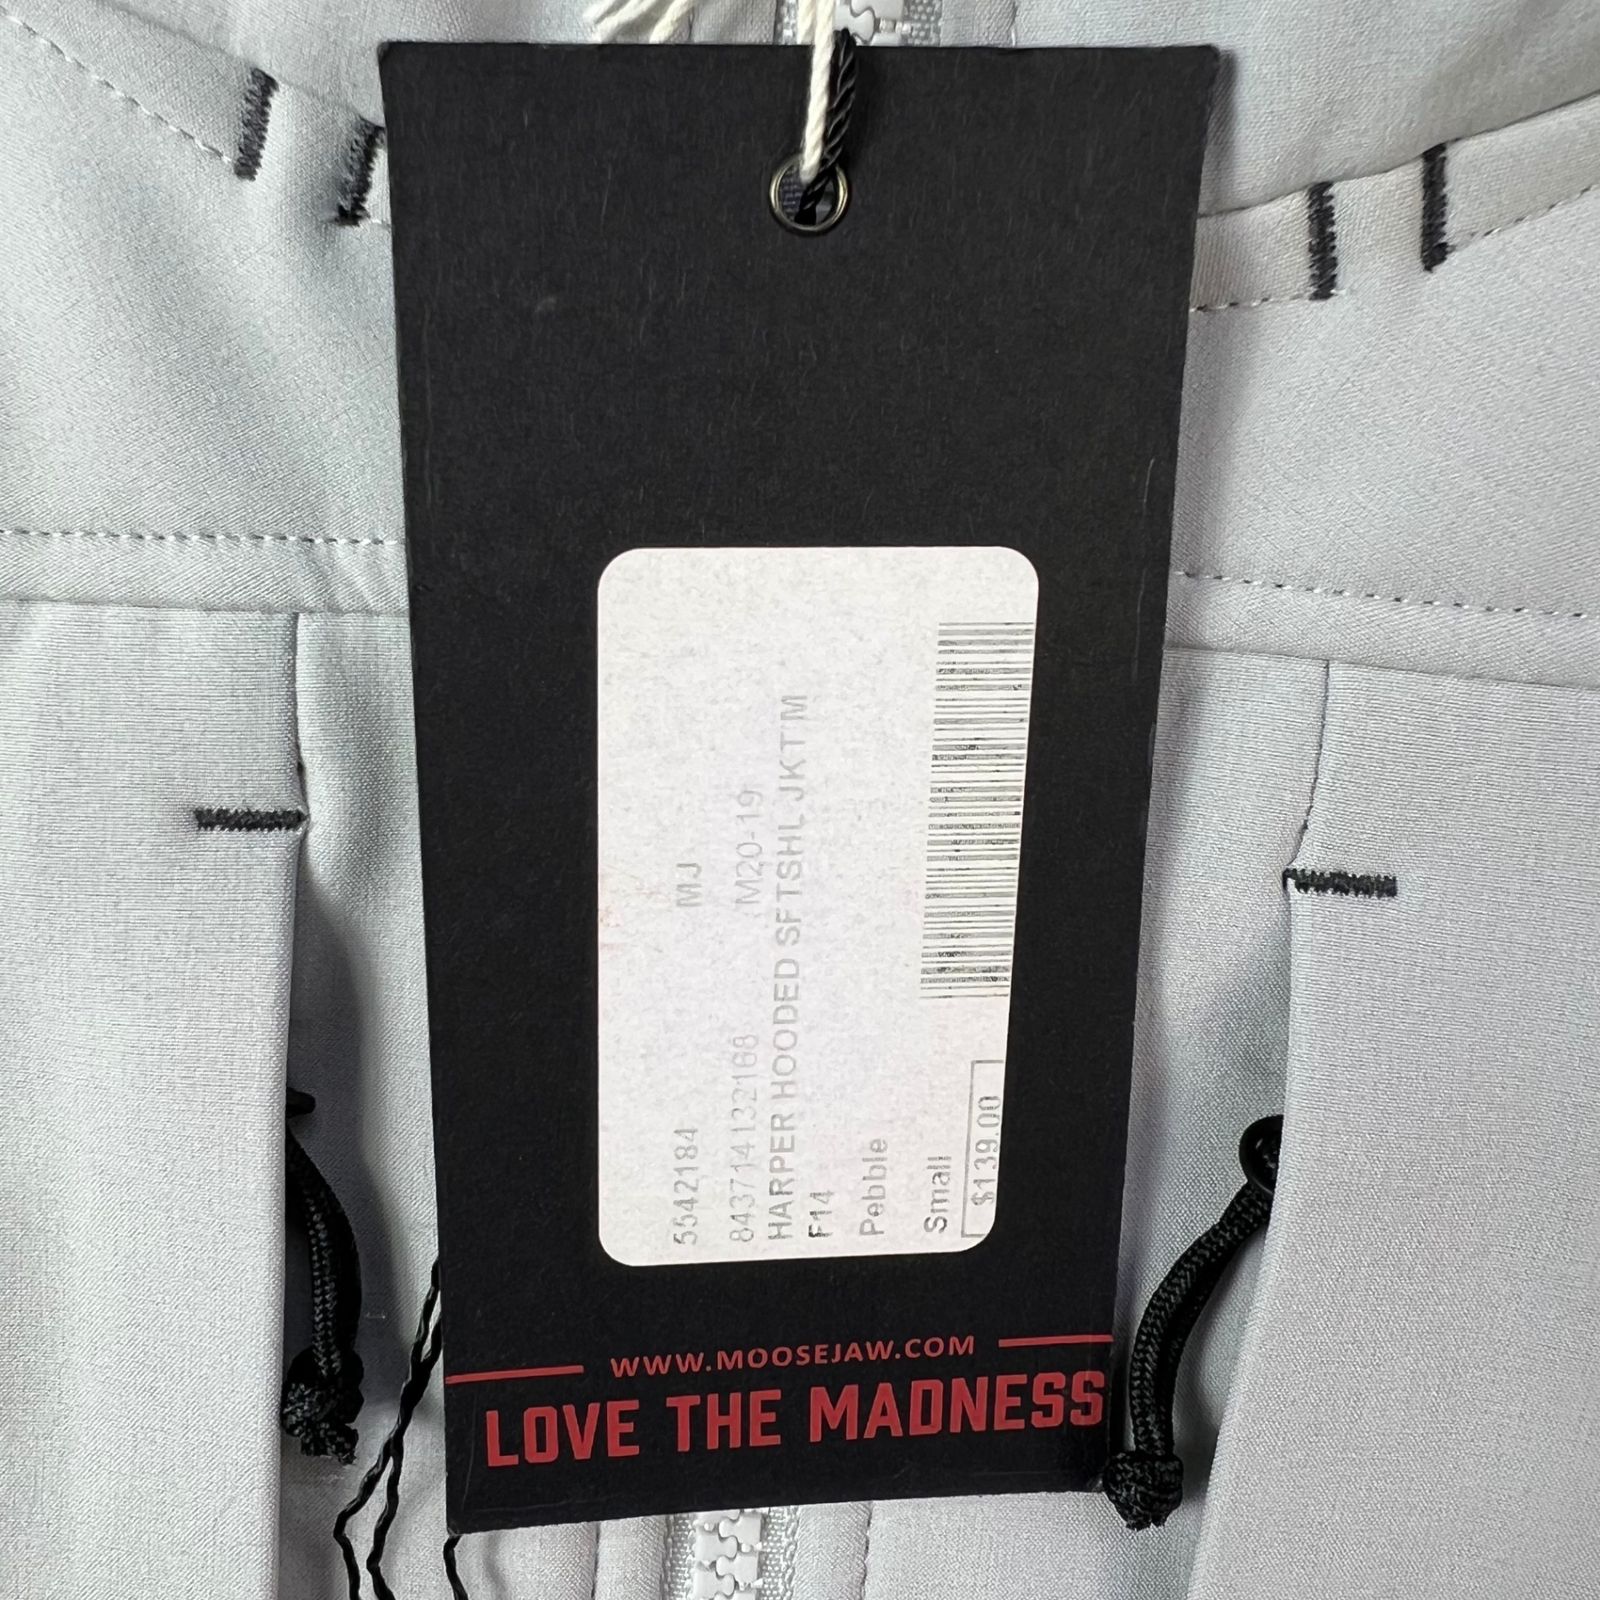 5542184 MJ
843714132168 M20-19
HARPER HOODED SFTSHL JKTM
F14
Pebble
Small
$139.00
WWW.MOOSEJAW.COM
LOVE THE MADNESS